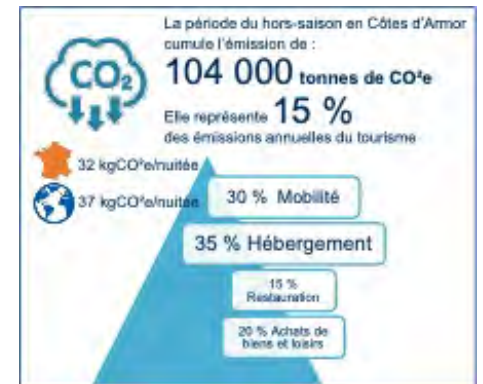 La période du hors-saison en Côtes d'Armor
cumule l'émission de :
CO₂
104 000 tonnes de CO²e
Elle représente 15 %
des émissions annuelles du tourisme
32 kgCO²e/nuitée
37 kgCO²e/nuitée
30 % Mobilité
35 % Hébergement
15 %
Restauration
20 % Achats de
biens et loisirs